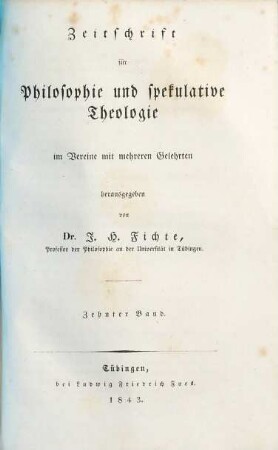 Zeitschrift
für
Philosophie und spekulative
Theologie
im Vereine mit mehreren Gelehrten
herausgegeben
von
Dr. I. H. Fichte,
Professor der Philosophie an der Universität in Tübingen.
Zehnter Band.
Tübingen,
bei Ludwig Friedrich Fues.
1843.